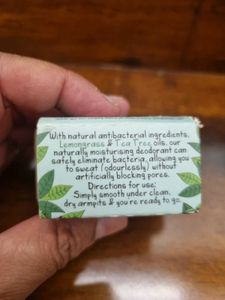 With natural antibacterial ingredients,
Lemongrass & Tea Tree oils, our
naturally moisturising deodorant can
safely eliminate bacteria, allowing you
to sweat (odourlessly) without
artificially blocking pores.
Directions for use:
Simply smooth under clean,
dry armpits & you're ready to go.